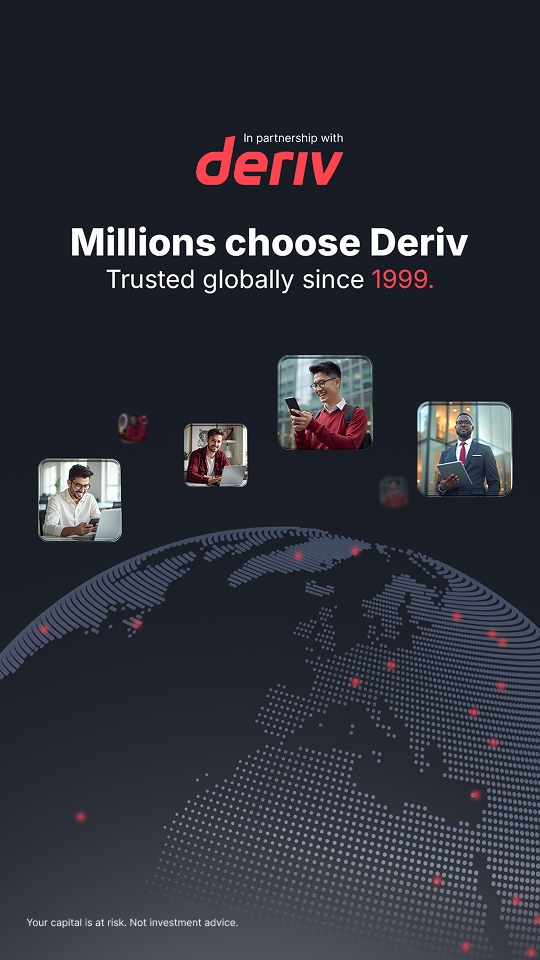 In partnership with
deriv
Millions choose Deriv
Trusted globally since 1999.
Your capital is at risk. Not investment advice.